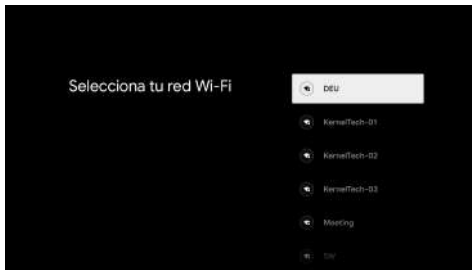 Selecciona tu red Wi-Fi
DEU
KernelTech-01
KernelTech-02
KernelTech-03
Meeting